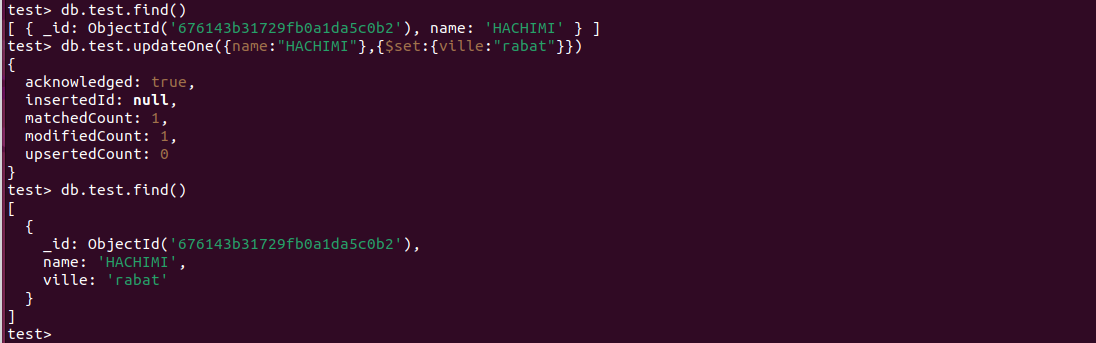 test> db.test.find()
[ { _id: ObjectId('676143b31729fb0a1da5c0b2'), name: 'HACHIMI' } ]
test> db.test.updateOne({name:"HACHIMI"},{$set:{ville:"rabat"}})
{
  acknowledged: true,
  insertedId: null,
  matchedCount: 1,
  modifiedCount: 1,
  upsertedCount: 0
}
test> db.test.find()
[
  {
    _id: ObjectId('676143b31729fb0a1da5c0b2'),
    name: 'HACHIMI',
    ville: 'rabat'
  }
]
test>